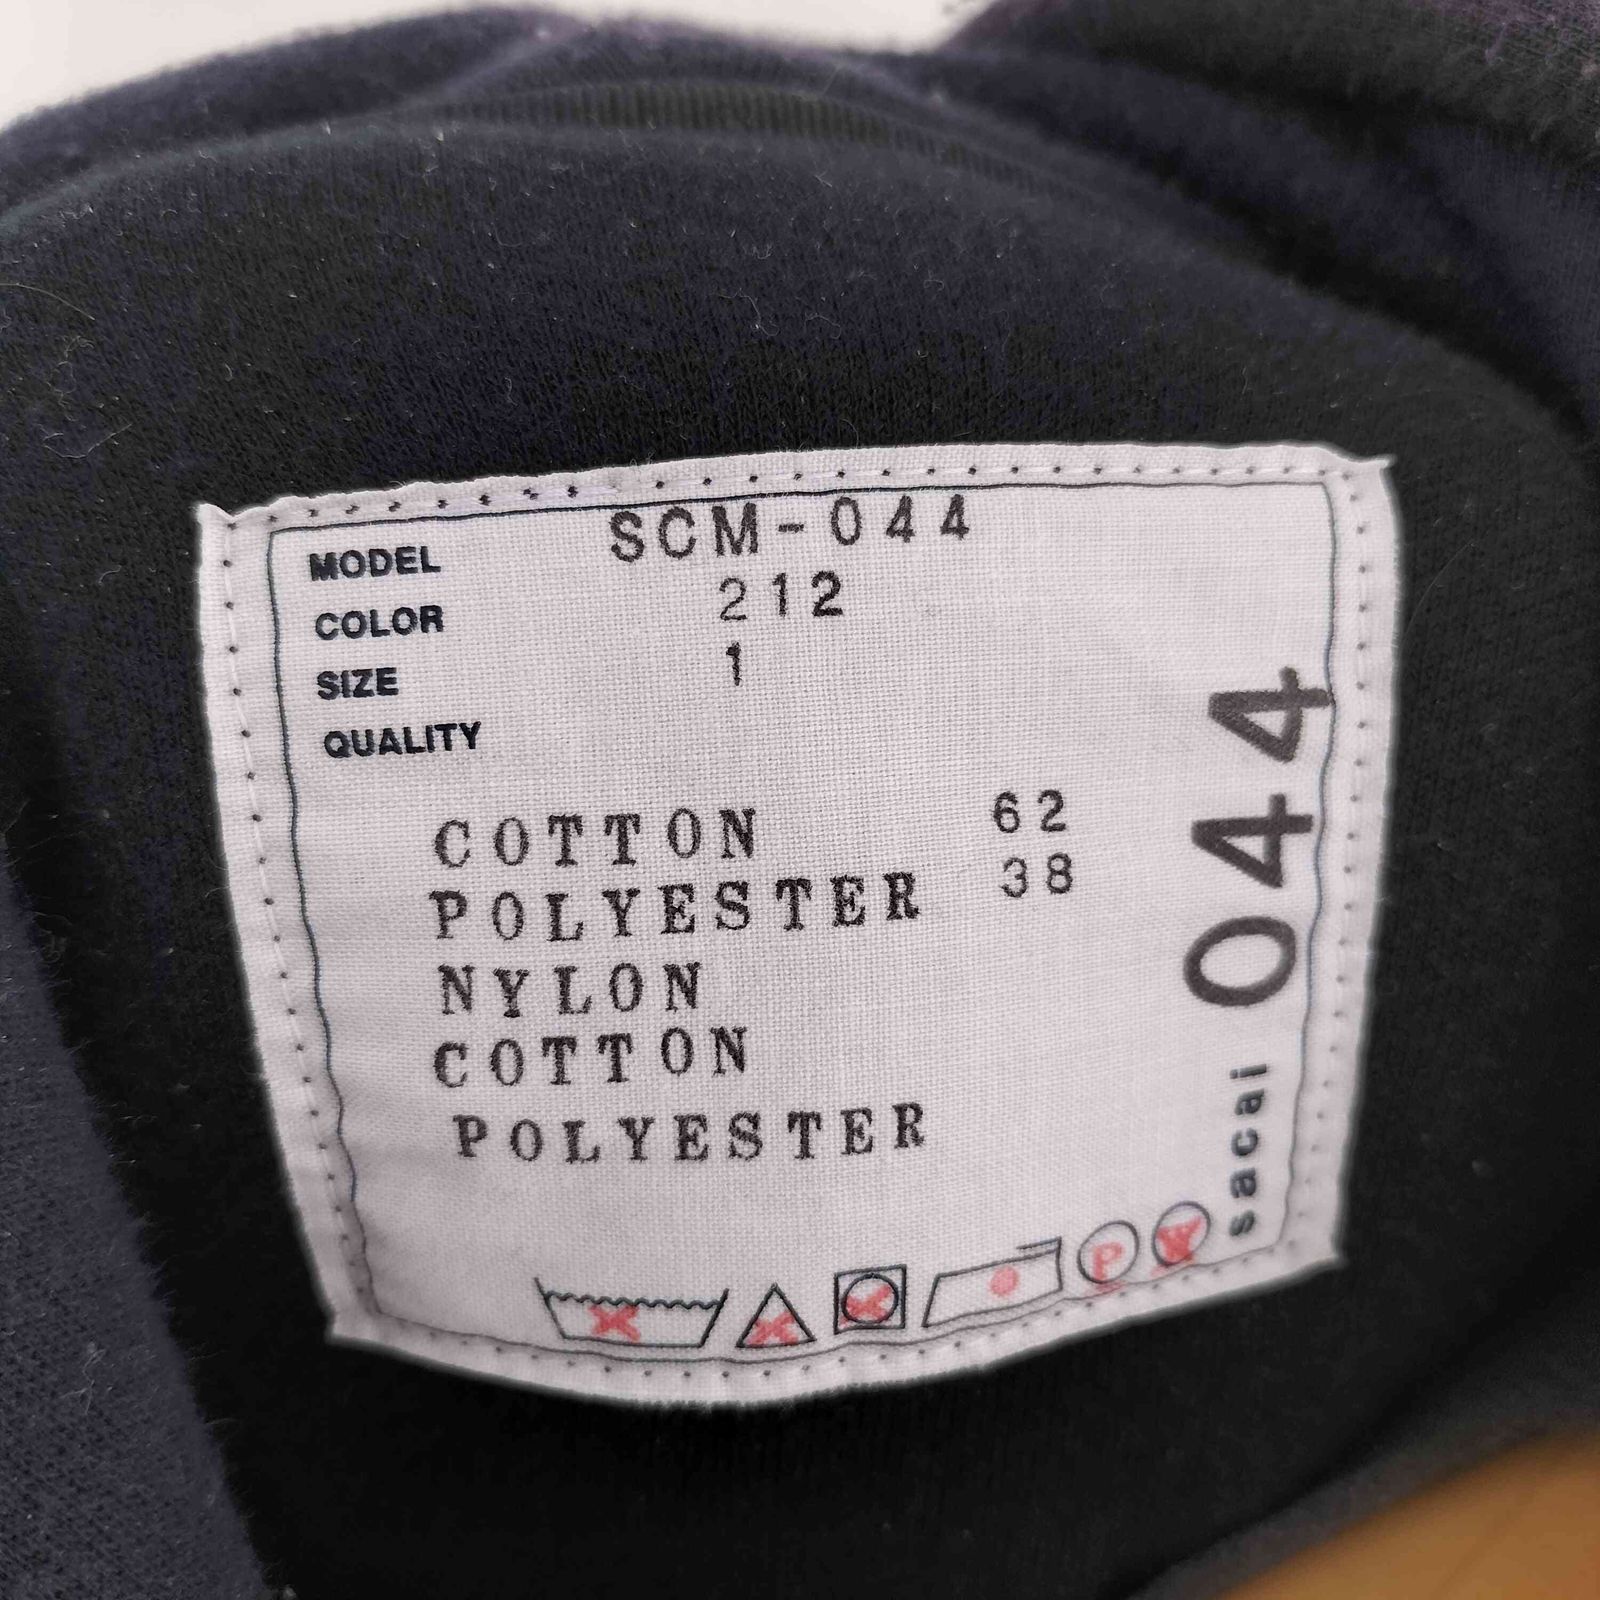 MODEL SCM-044
COLOR 212
SIZE 1
QUALITY
COTTON 62
POLYESTER 38
NYLON
COTTON
POLYESTER
P W
sacai 044